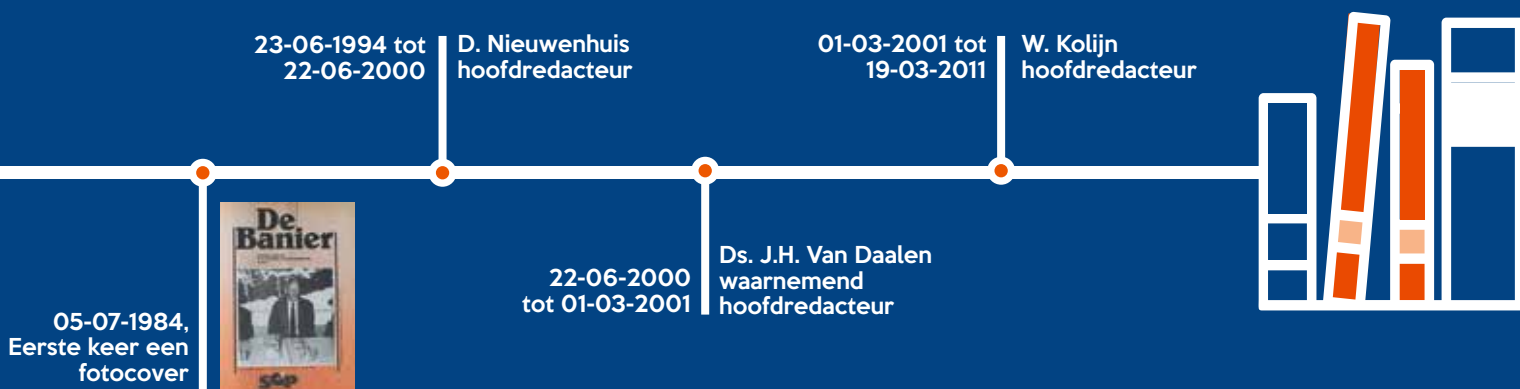 23-06-1994 tot
22-06-2000
D. Nieuwenhuis
hoofdredacteur
01-03-2001 tot
19-03-2011
W. Kolijn
hoofdredacteur
De
Banier
SGP
05-07-1984,
Eerste keer een
fotocover
22-06-2000
tot 01-03-2001
Ds. J.H. Van Daalen
waarnemend
hoofdredacteur